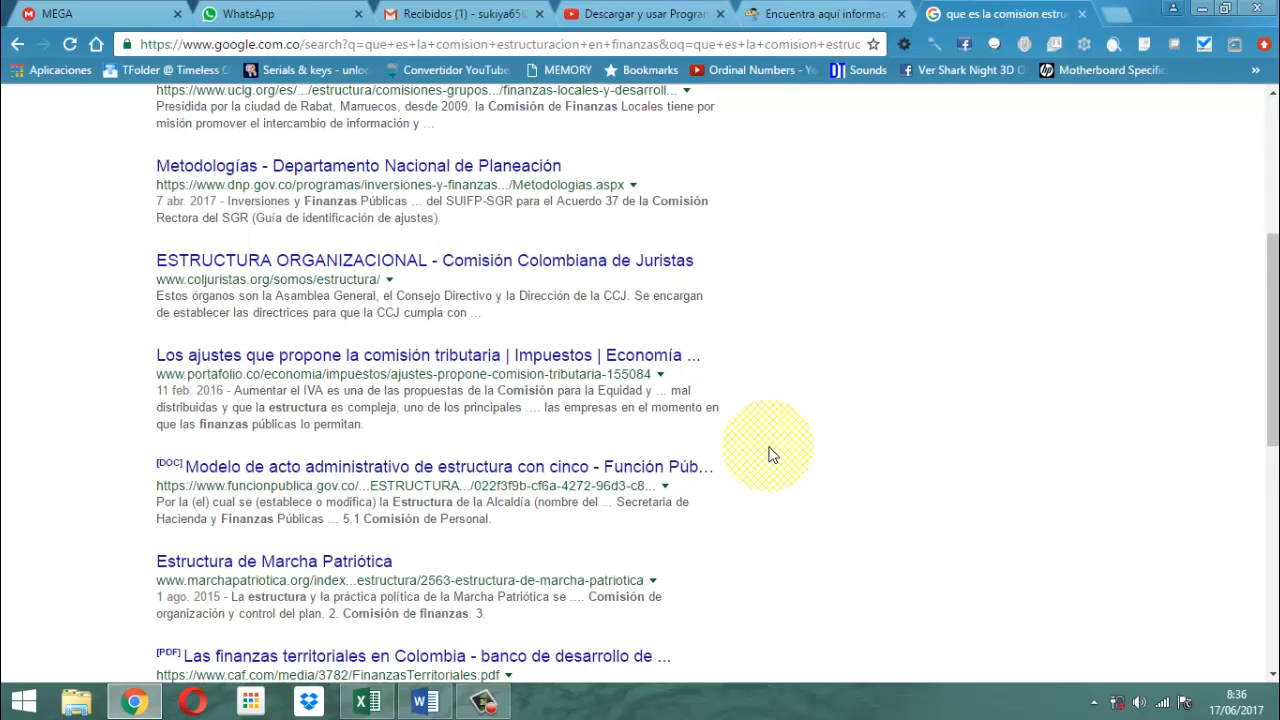 MEGA
WhatsApp
Recibidos (1) - sukiya65
Descargar y usar Progran
Encuentra aquí informa
que es la comision estru
https://www.google.com.co/search?q=que+es+la+comision+estructuracion+en+finanzas&oq=que+es+la+comision+estruc
Aplicaciones
TFolder @ Timeless
Serials & keys - unlo
Convertidor YouTube
MEMORY
Bookmarks
Ordinal Numbers - Yo
Sounds
Ver Shark Night 3D O
Motherboard Specific
»
https://www.uclg.org/es/.../estructura/comisiones-grupos.../finanzas-locales-y-desarroll...
Presidida por la ciudad de Rabat, Marruecos, desde 2009, la Comisión de Finanzas Locales tiene por
misión promover el intercambio de información y ...
Metodologías - Departamento Nacional de Planeación
https://www.dnp.gov.co/programas/inversiones-y-finanzas.../Metodologias.aspx
7 abr. 2017 - Inversiones y Finanzas Públicas ... del SUIFP-SGR para el Acuerdo 37 de la Comisión
Rectora del SGR (Guía de identificación de ajustes).
ESTRUCTURA ORGANIZACIONAL - Comisión Colombiana de Juristas
www.coljuristas.org/somos/estructura/
Estos órganos son la Asamblea General, el Consejo Directivo y la Dirección de la CCJ. Se encargan
de establecer las directrices para que la CCJ cumpla con ...
Los ajustes que propone la comisión tributaria | Impuestos | Economía ...
www.portafolio.co/economia/impuestos/ajustes-propone-comision-tributaria-155084
11 feb. 2016 - Aumentar el IVA es una de las propuestas de la Comisión para la Equidad y ... mal
distribuidas y que la estructura es compleja, uno de los principales .... las empresas en el momento en
que las finanzas públicas lo permitan.
[DOC] Modelo de acto administrativo de estructura con cinco - Función Púb...
https://www.funcionpublica.gov.co/...ESTRUCTURA.../022f3f9b-cf6a-4272-96d3-c8...
Por la (el) cual se (establece o modifica) la Estructura de la Alcaldía (nombre del ... Secretaria de
Hacienda y Finanzas Públicas ... 5.1 Comisión de Personal.
Estructura de Marcha Patriótica
www.marchapatriotica.org/index...estructura/2563-estructura-de-marcha-patriotica
1 ago. 2015 - La estructura y la práctica política de la Marcha Patriótica se .... Comisión de
organización y control del plan. 2. Comisión de finanzas. 3.
[PDF] Las finanzas territoriales en Colombia - banco de desarrollo de ...
https://www.caf.com/media/3782/FinanzasTerritoriales.pdf
8:36
17/06/2017